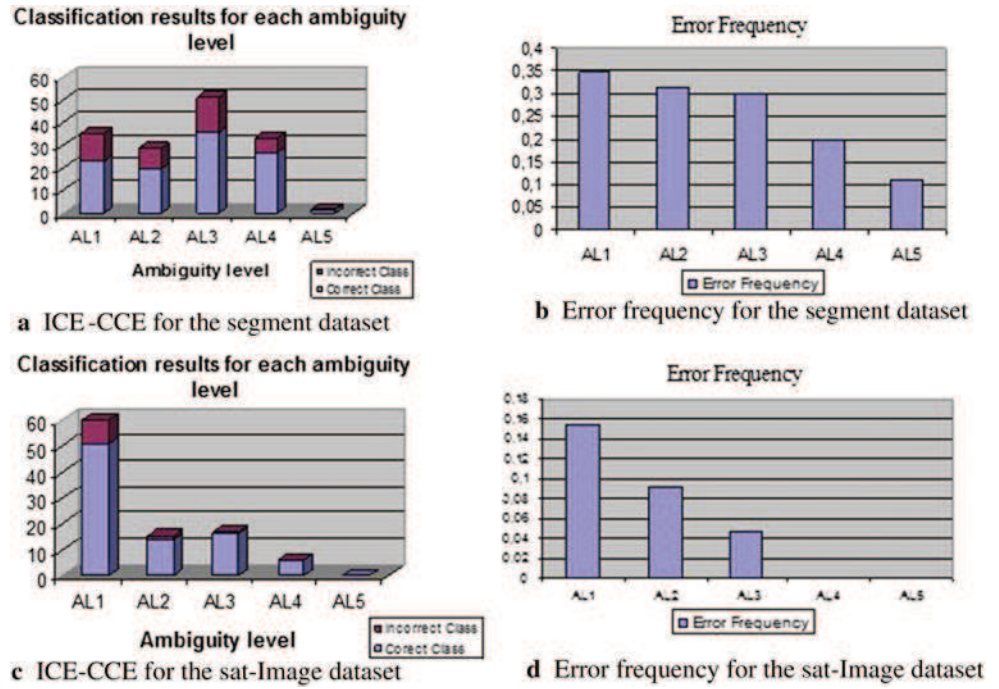 Classification results for each ambiguity
level
60
50
40
30
20
10
0
AL1 AL2 AL3 AL4 AL5
Ambiguity level
Incorrect Class
Correct Class
a ICE-CCE for the segment dataset
Error Frequency
0,4
0,35
0,3
0,25
0,2
0,15
0,1
0,05
0
AL1 AL2 AL3 AL4 AL5
Error Frequency
b Error frequency for the segment dataset
Classification results for each ambiguity
level
60
50
40
30
20
10
0
AL1 AL2 AL3 AL4 AL5
Ambiguity level
Incorrect Class
Corect Class
c ICE-CCE for the sat-Image dataset
Error Frequency
0,18
0,16
0,14
0,12
0,1
0,08
0,06
0,04
0,02
0
AL1 AL2 AL3 AL4 AL5
Error Frequency
d Error frequency for the sat-Image dataset